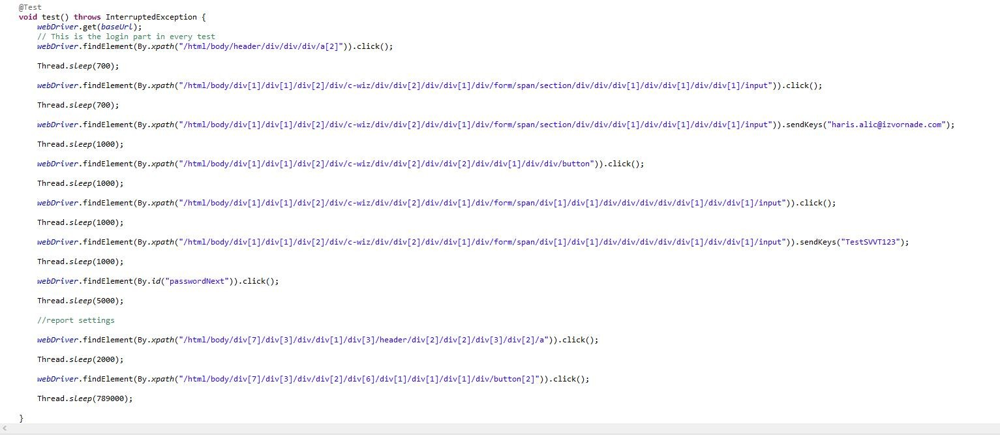 @Test
void test() throws InterruptedException {
webDriver.get(baseUrl);
// This is the login part in every test
webDriver.findElement(By.xpath("/html/body/header/div/div/div/a[2]")).click();
Thread.sleep(700);
webDriver.findElement(By.xpath("/html/body/div[1]/div[1]/div[2]/div/c-wiz/div/div[2]/div/div[1]/div/form/span/section/div/div/div[1]/div/div[1]/div/div[1]/input")).click();
Thread.sleep(700);
webDriver.findElement(By.xpath("/html/body/div[1]/div[1]/div[2]/div/c-wiz/div/div[2]/div/div[1]/div/form/span/section/div/div/div[1]/div/div[1]/div/div[1]/input")).sendKeys("haris.alic@izvornade.com");
Thread.sleep(1000);
webDriver.findElement(By.xpath("/html/body/div[1]/div[1]/div[2]/div/c-wiz/div/div[2]/div/div[2]/div/div[1]/div/div/button")).click();
Thread.sleep(1000);
webDriver.findElement(By.xpath("/html/body/div[1]/div[1]/div[2]/div/c-wiz/div/div[2]/div/div[1]/div/form/span/div[1]/div[1]/div/div/div/div/div[1]/div/div[1]/input")).click();
Thread.sleep(1000);
webDriver.findElement(By.xpath("/html/body/div[1]/div[1]/div[2]/div/c-wiz/div/div[2]/div/div[1]/div/form/span/div[1]/div[1]/div/div/div/div/div[1]/div/div[1]/input")).sendKeys("TestSVVT123");
Thread.sleep(1000);
webDriver.findElement(By.id("passwordNext")).click();
Thread.sleep(5000);
//report settings
webDriver.findElement(By.xpath("/html/body/div[7]/div[3]/div/div[1]/div[3]/header/div[2]/div[2]/div[3]/div[2]/a")).click();
Thread.sleep(2000);
webDriver.findElement(By.xpath("/html/body/div[7]/div[3]/div/div[2]/div[6]/div[1]/div[1]/div[1]/div/button[2]")).click();
Thread.sleep(789000);
}